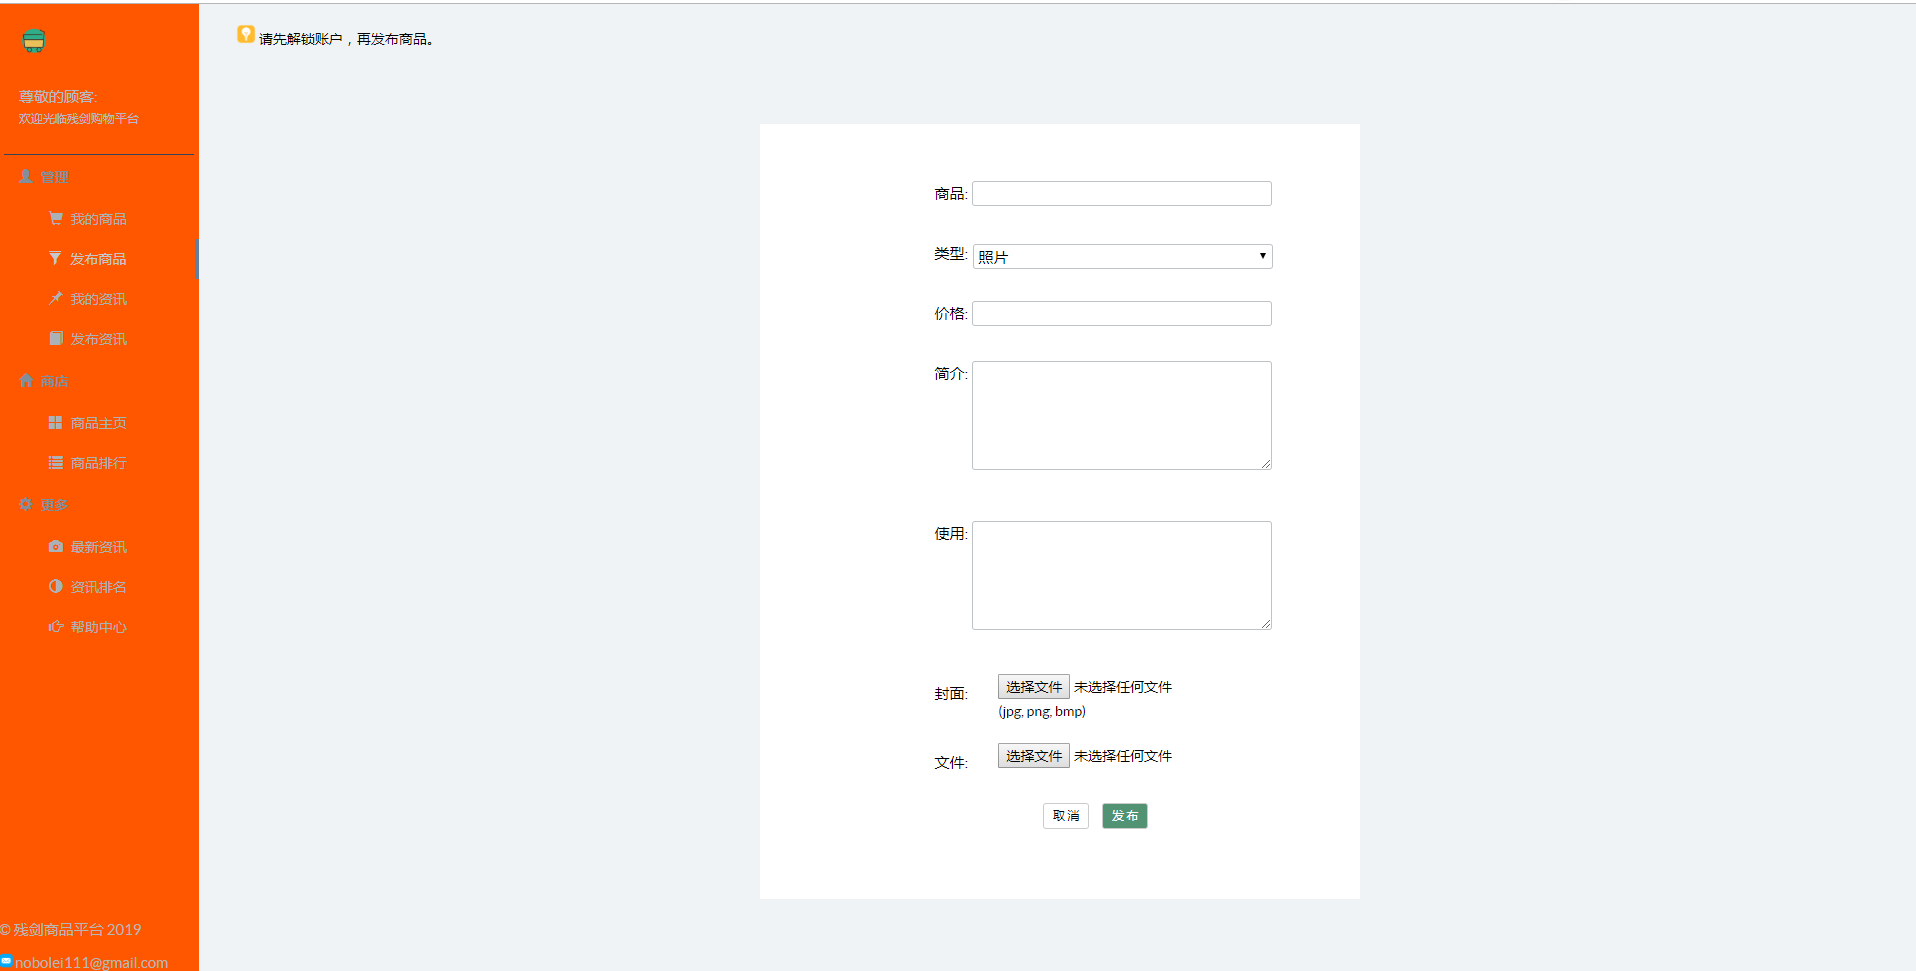 请先解锁账户，再发布商品。
尊敬的顾客:
欢迎光临残剑购物平台
管理
我的商品
发布商品
我的资讯
发布资讯
商店
商品主页
商品排行
更多
最新资讯
资讯排名
帮助中心
© 残剑商品平台 2019
nobolei111@gmail.com
商品:
类型: 照片
价格:
简介:
使用:
封面: 选择文件 未选择任何文件
(jpg, png, bmp)
文件: 选择文件 未选择任何文件
取消 发布